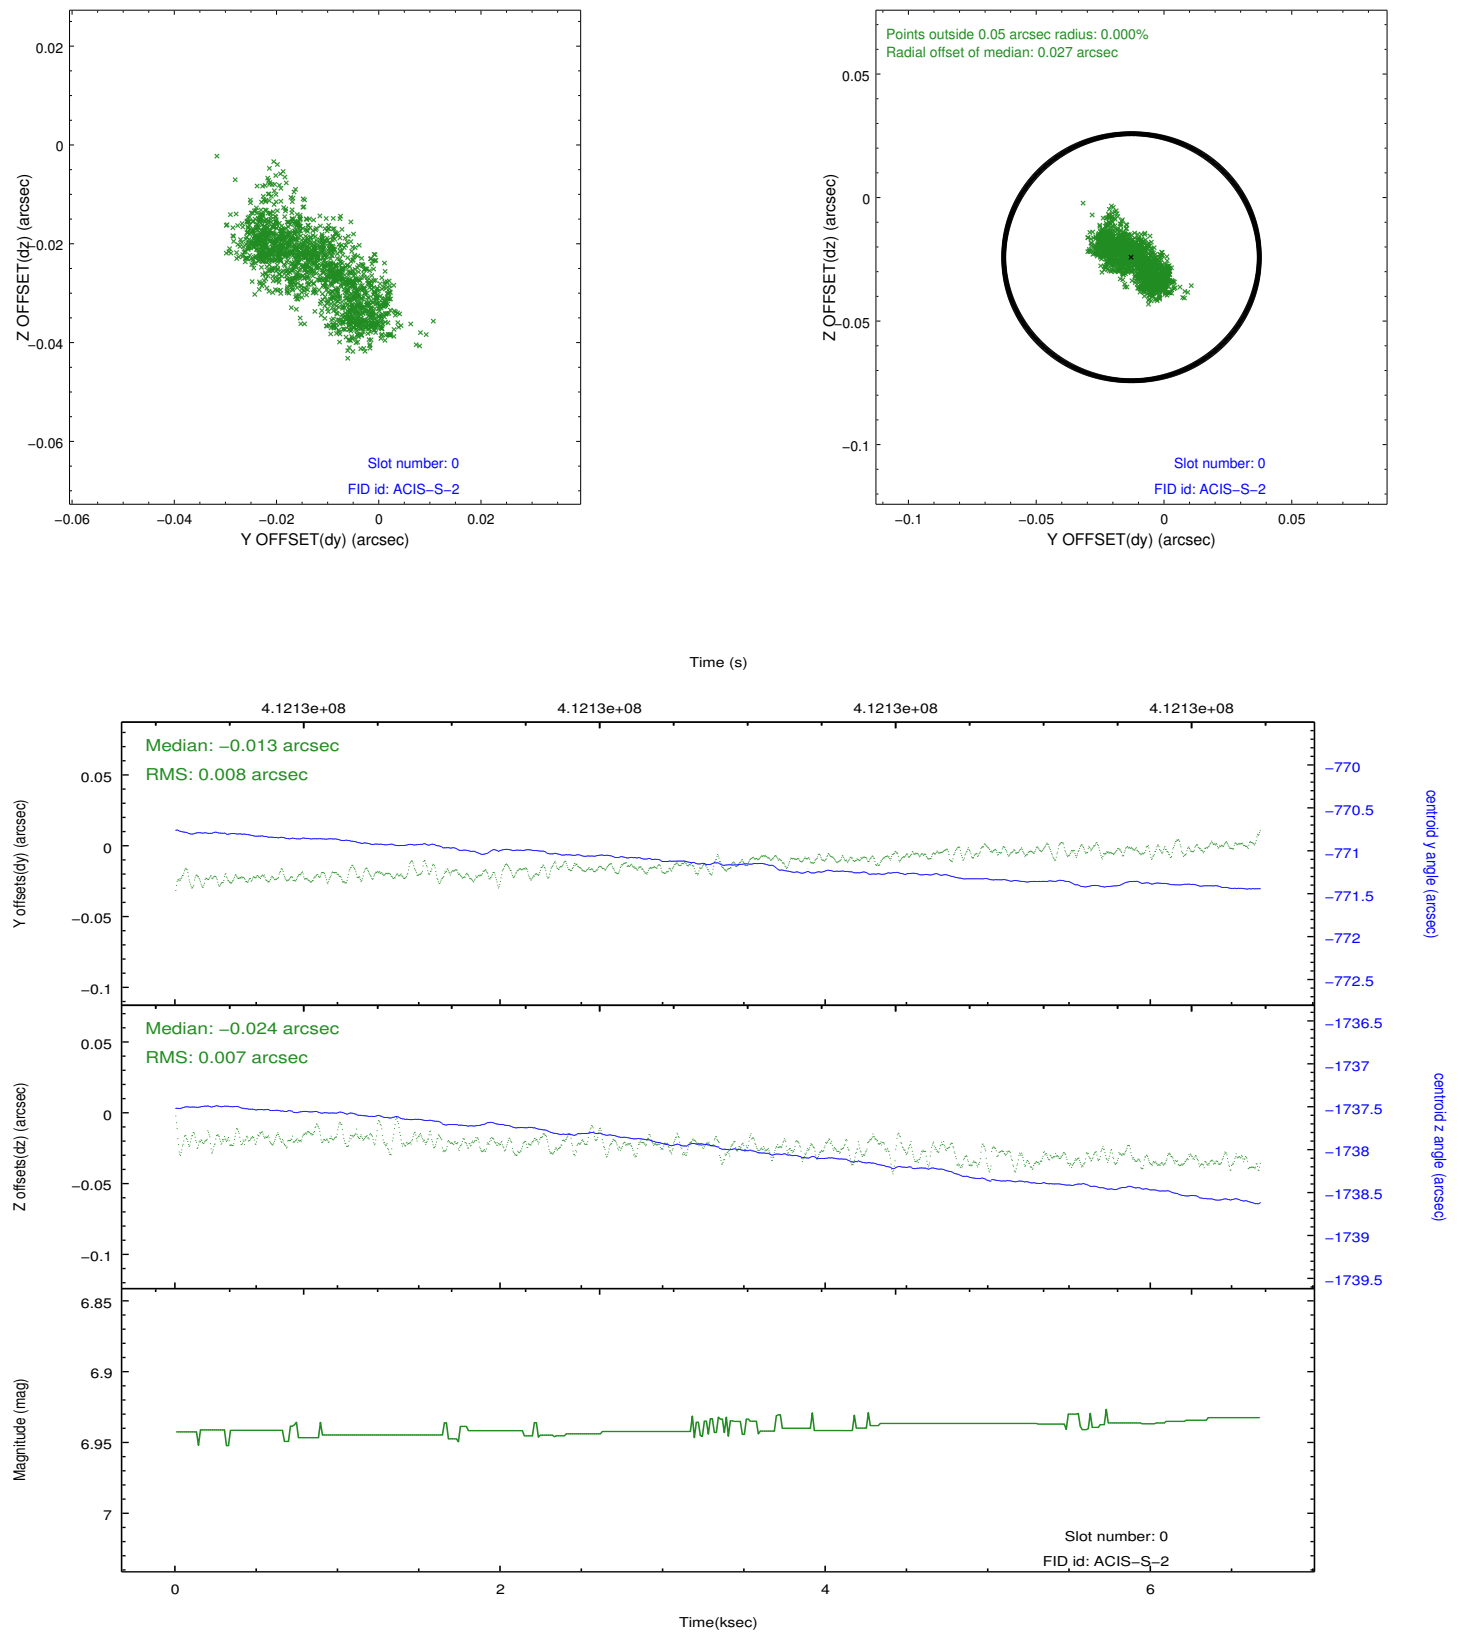 0.02
0
−0.02
−0.04
−0.06
Z OFFSET(dz) (arcsec)
Slot number: 0
FID id: ACIS−S−2
−0.06
−0.04
−0.02
0
0.02
Y OFFSET(dy) (arcsec)
Points outside 0.05 arcsec radius: 0.000%
Radial offset of median: 0.027 arcsec
0.05
0
−0.05
−0.1
Z OFFSET(dz) (arcsec)
Slot number: 0
FID id: ACIS−S−2
−0.1
−0.05
0
0.05
Y OFFSET(dy) (arcsec)
Time (s)
4.1213e+08
4.1213e+08
4.1213e+08
4.1213e+08
Median: −0.013 arcsec
RMS: 0.008 arcsec
0.05
0
−0.05
−0.1
Y offsets(dy) (arcsec)
−770
−770.5
−771
−771.5
−772
−772.5
centroid y angle (arcsec)
Median: −0.024 arcsec
RMS: 0.007 arcsec
0.05
0
−0.05
−0.1
Z offsets(dz) (arcsec)
−1736.5
−1737
−1737.5
−1738
−1738.5
−1739
−1739.5
centroid z angle (arcsec)
6.85
6.9
6.95
7
Magnitude (mag)
Slot number: 0
FID id: ACIS−S−2
0
2
4
6
Time(ksec)